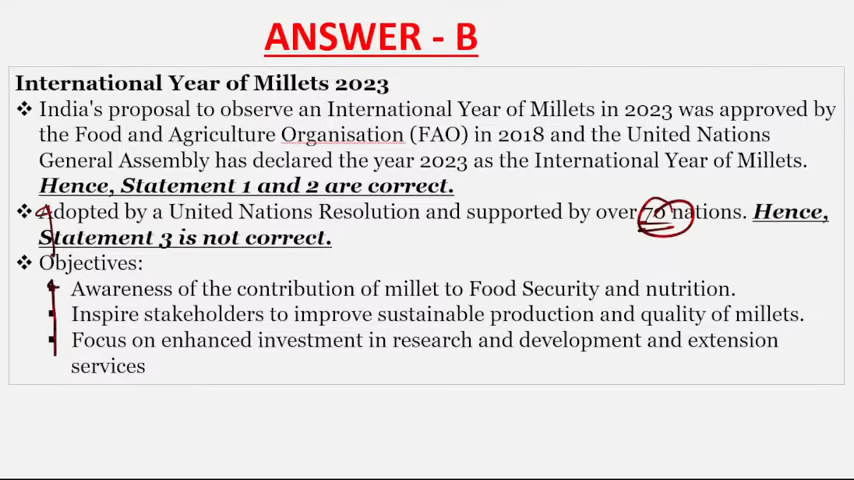 ANSWER - B
International Year of Millets 2023
❖ India's proposal to observe an International Year of Millets in 2023 was approved by
the Food and Agriculture Organisation (FAO) in 2018 and the United Nations
General Assembly has declared the year 2023 as the International Year of Millets.
Hence, Statement 1 and 2 are correct.
❖ Adopted by a United Nations Resolution and supported by over 70 nations. Hence,
Statement 3 is not correct.
❖ Objectives:
▪ Awareness of the contribution of millet to Food Security and nutrition.
▪ Inspire stakeholders to improve sustainable production and quality of millets.
▪ Focus on enhanced investment in research and development and extension
services